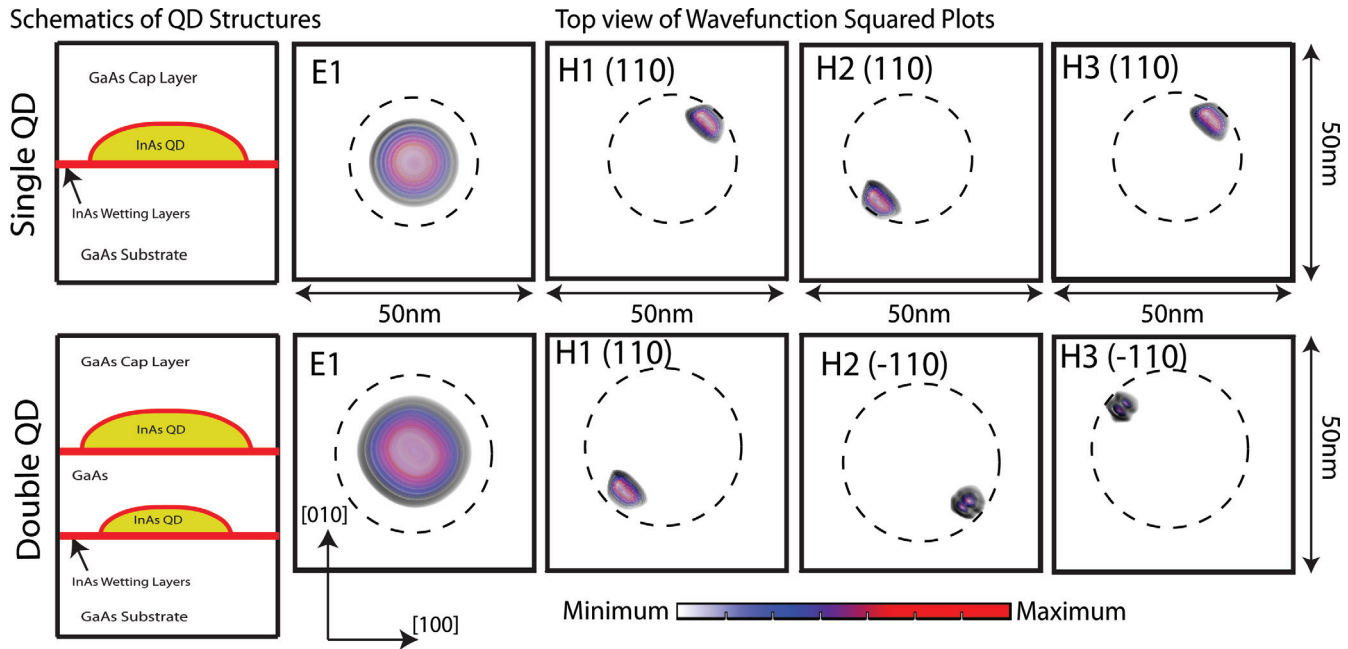 Schematics of QD Structures
Top view of Wavefunction Squared Plots
Single QD
GaAs Cap Layer
InAs QD
InAs Wetting Layers
GaAs Substrate
E1
H1 (110)
H2 (110)
H3 (110)
50nm
50nm
50nm
50nm
50nm
Double QD
GaAs Cap Layer
InAs QD
GaAs
InAs QD
InAs Wetting Layers
GaAs Substrate
E1
H1 (110)
H2 (-110)
H3 (-110)
50nm
[010]
[100]
Minimum
Maximum